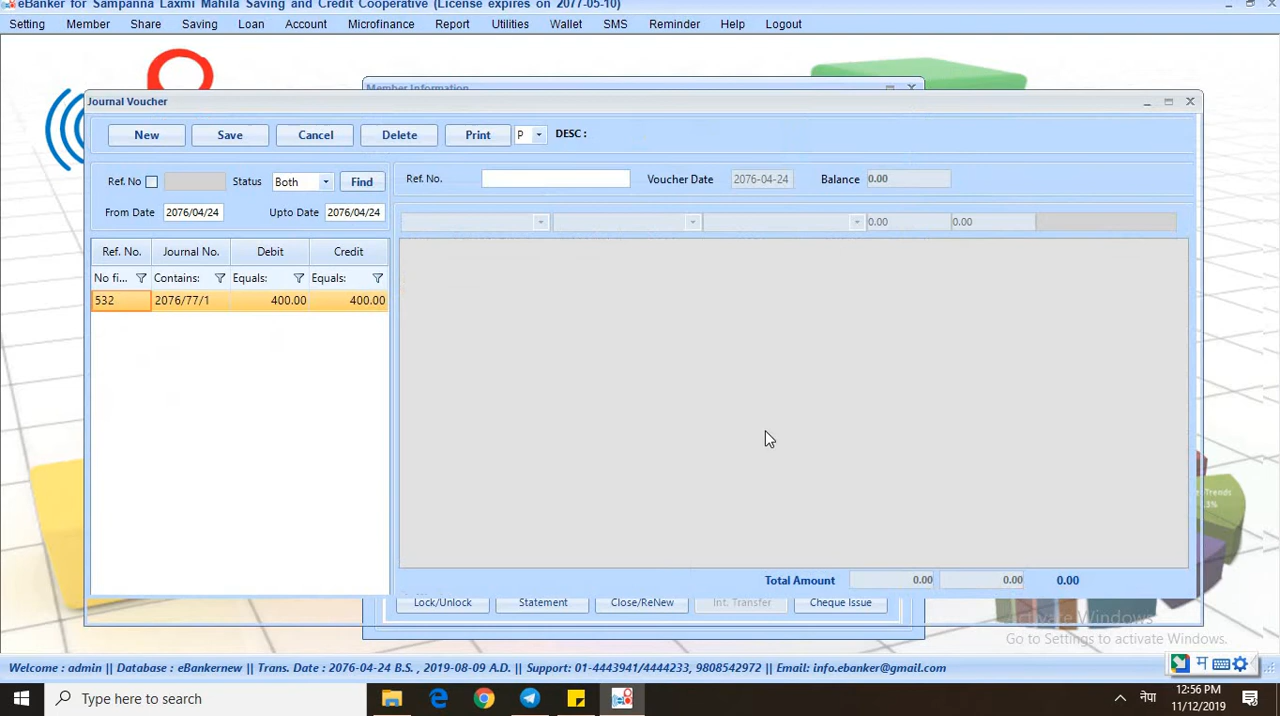 eBanker for Sampanna Laxmi Mahila Saving and Credit Cooperative (License expires on 2077-05-10)
Setting Member Share Saving Loan Account Microfinance Report Utilities Wallet SMS Reminder Help Logout
Member Information
Journal Voucher
New Save Cancel Delete Print P DESC :
Ref. No Status Both Find
Ref. No. Voucher Date 2076-04-24 Balance 0.00
From Date 2076/04/24 Upto Date 2076/04/24
0.00 0.00
Ref. No. Journal No. Debit Credit
No fi... Contains: Equals: Equals:
532 2076/77/1 400.00 400.00
Trends
Total Amount 0.00 0.00 0.00
Lock/Unlock Statement Close/ReNew Int. Transfer Cheque Issue
Activate Windows
Go to Settings to activate Windows.
Welcome : admin || Database : eBankernew || Trans. Date : 2076-04-24 B.S. , 2019-08-09 A.D. || Support: 01-4443941/4444233, 9808542972 || Email: info.ebanker@gmail.com
Type here to search
नेपा
12:56 PM
11/12/2019